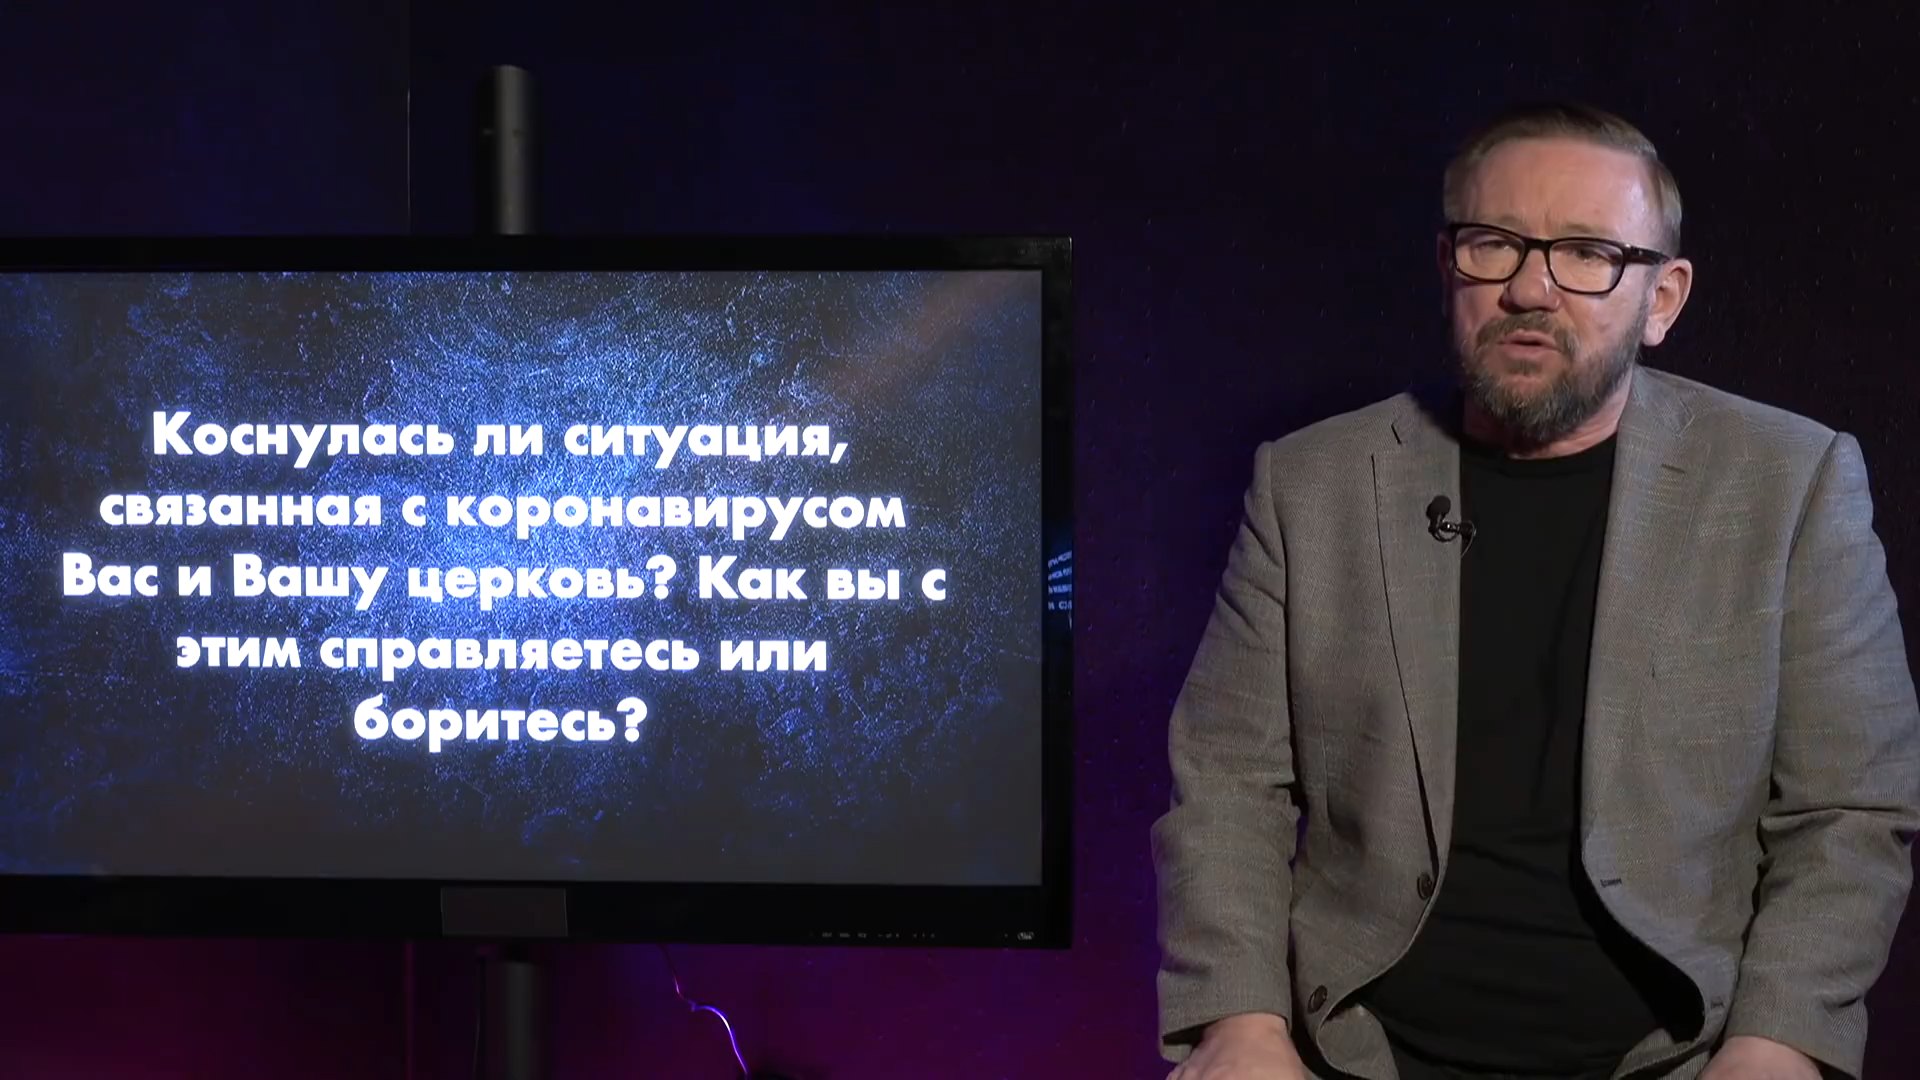 Коснулась ли ситуация,
связанная с коронавирусом
Вас и Вашу церковь? Как вы с
этим справляетесь или
боритесь?